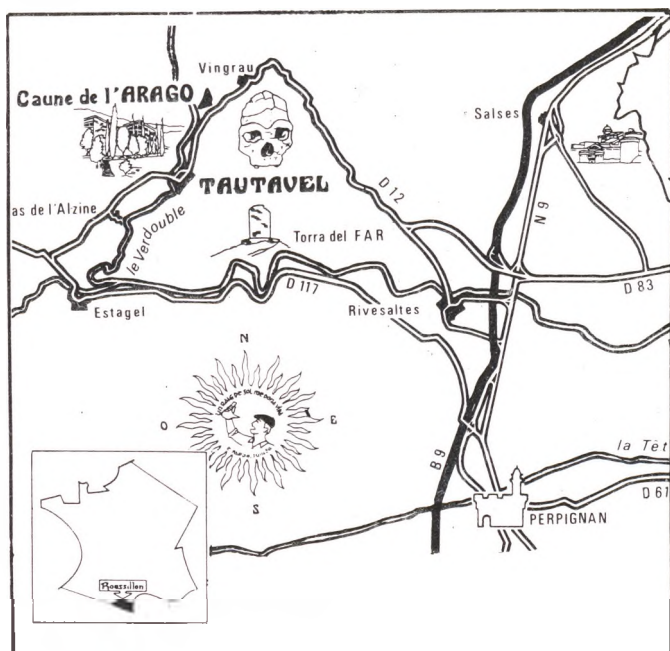 Vingrau
Caune de l'ARAGO
Salses
TAUTAVEL
D 12
N 9
as de l'Alzine
le Verdouble
Torra del FAR
D 83
D 117
Estagel
Rivesaltes
N
O
E
S
B 9
la Têt
D 61
PERPIGNAN
Roussillon